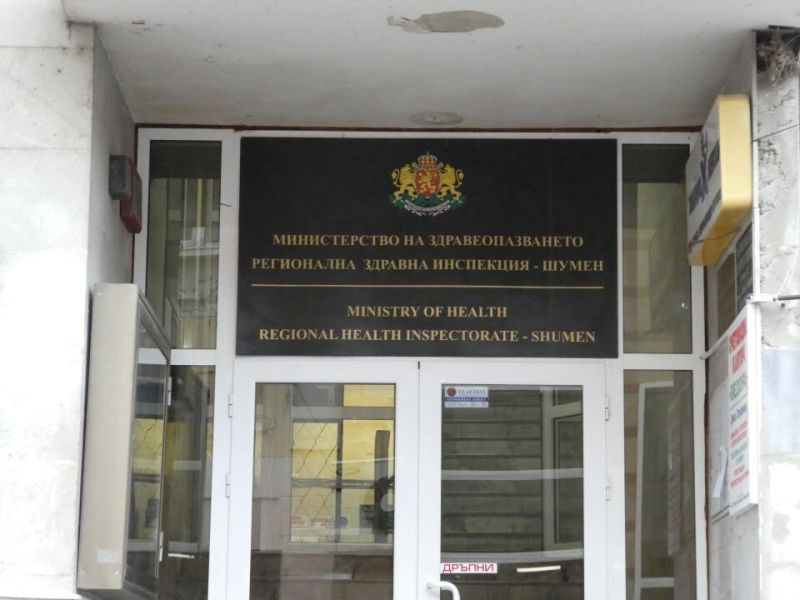 МИНИСТЕРСТВО НА ЗДРАВЕОПАЗВАНЕТО
РЕГИОНАЛНА ЗДРАВНА ИНСПЕКЦИЯ - ШУМЕН
MINISTRY OF HEALTH
REGIONAL HEALTH INSPECTORATE - SHUMEN
ДРЪПНИ